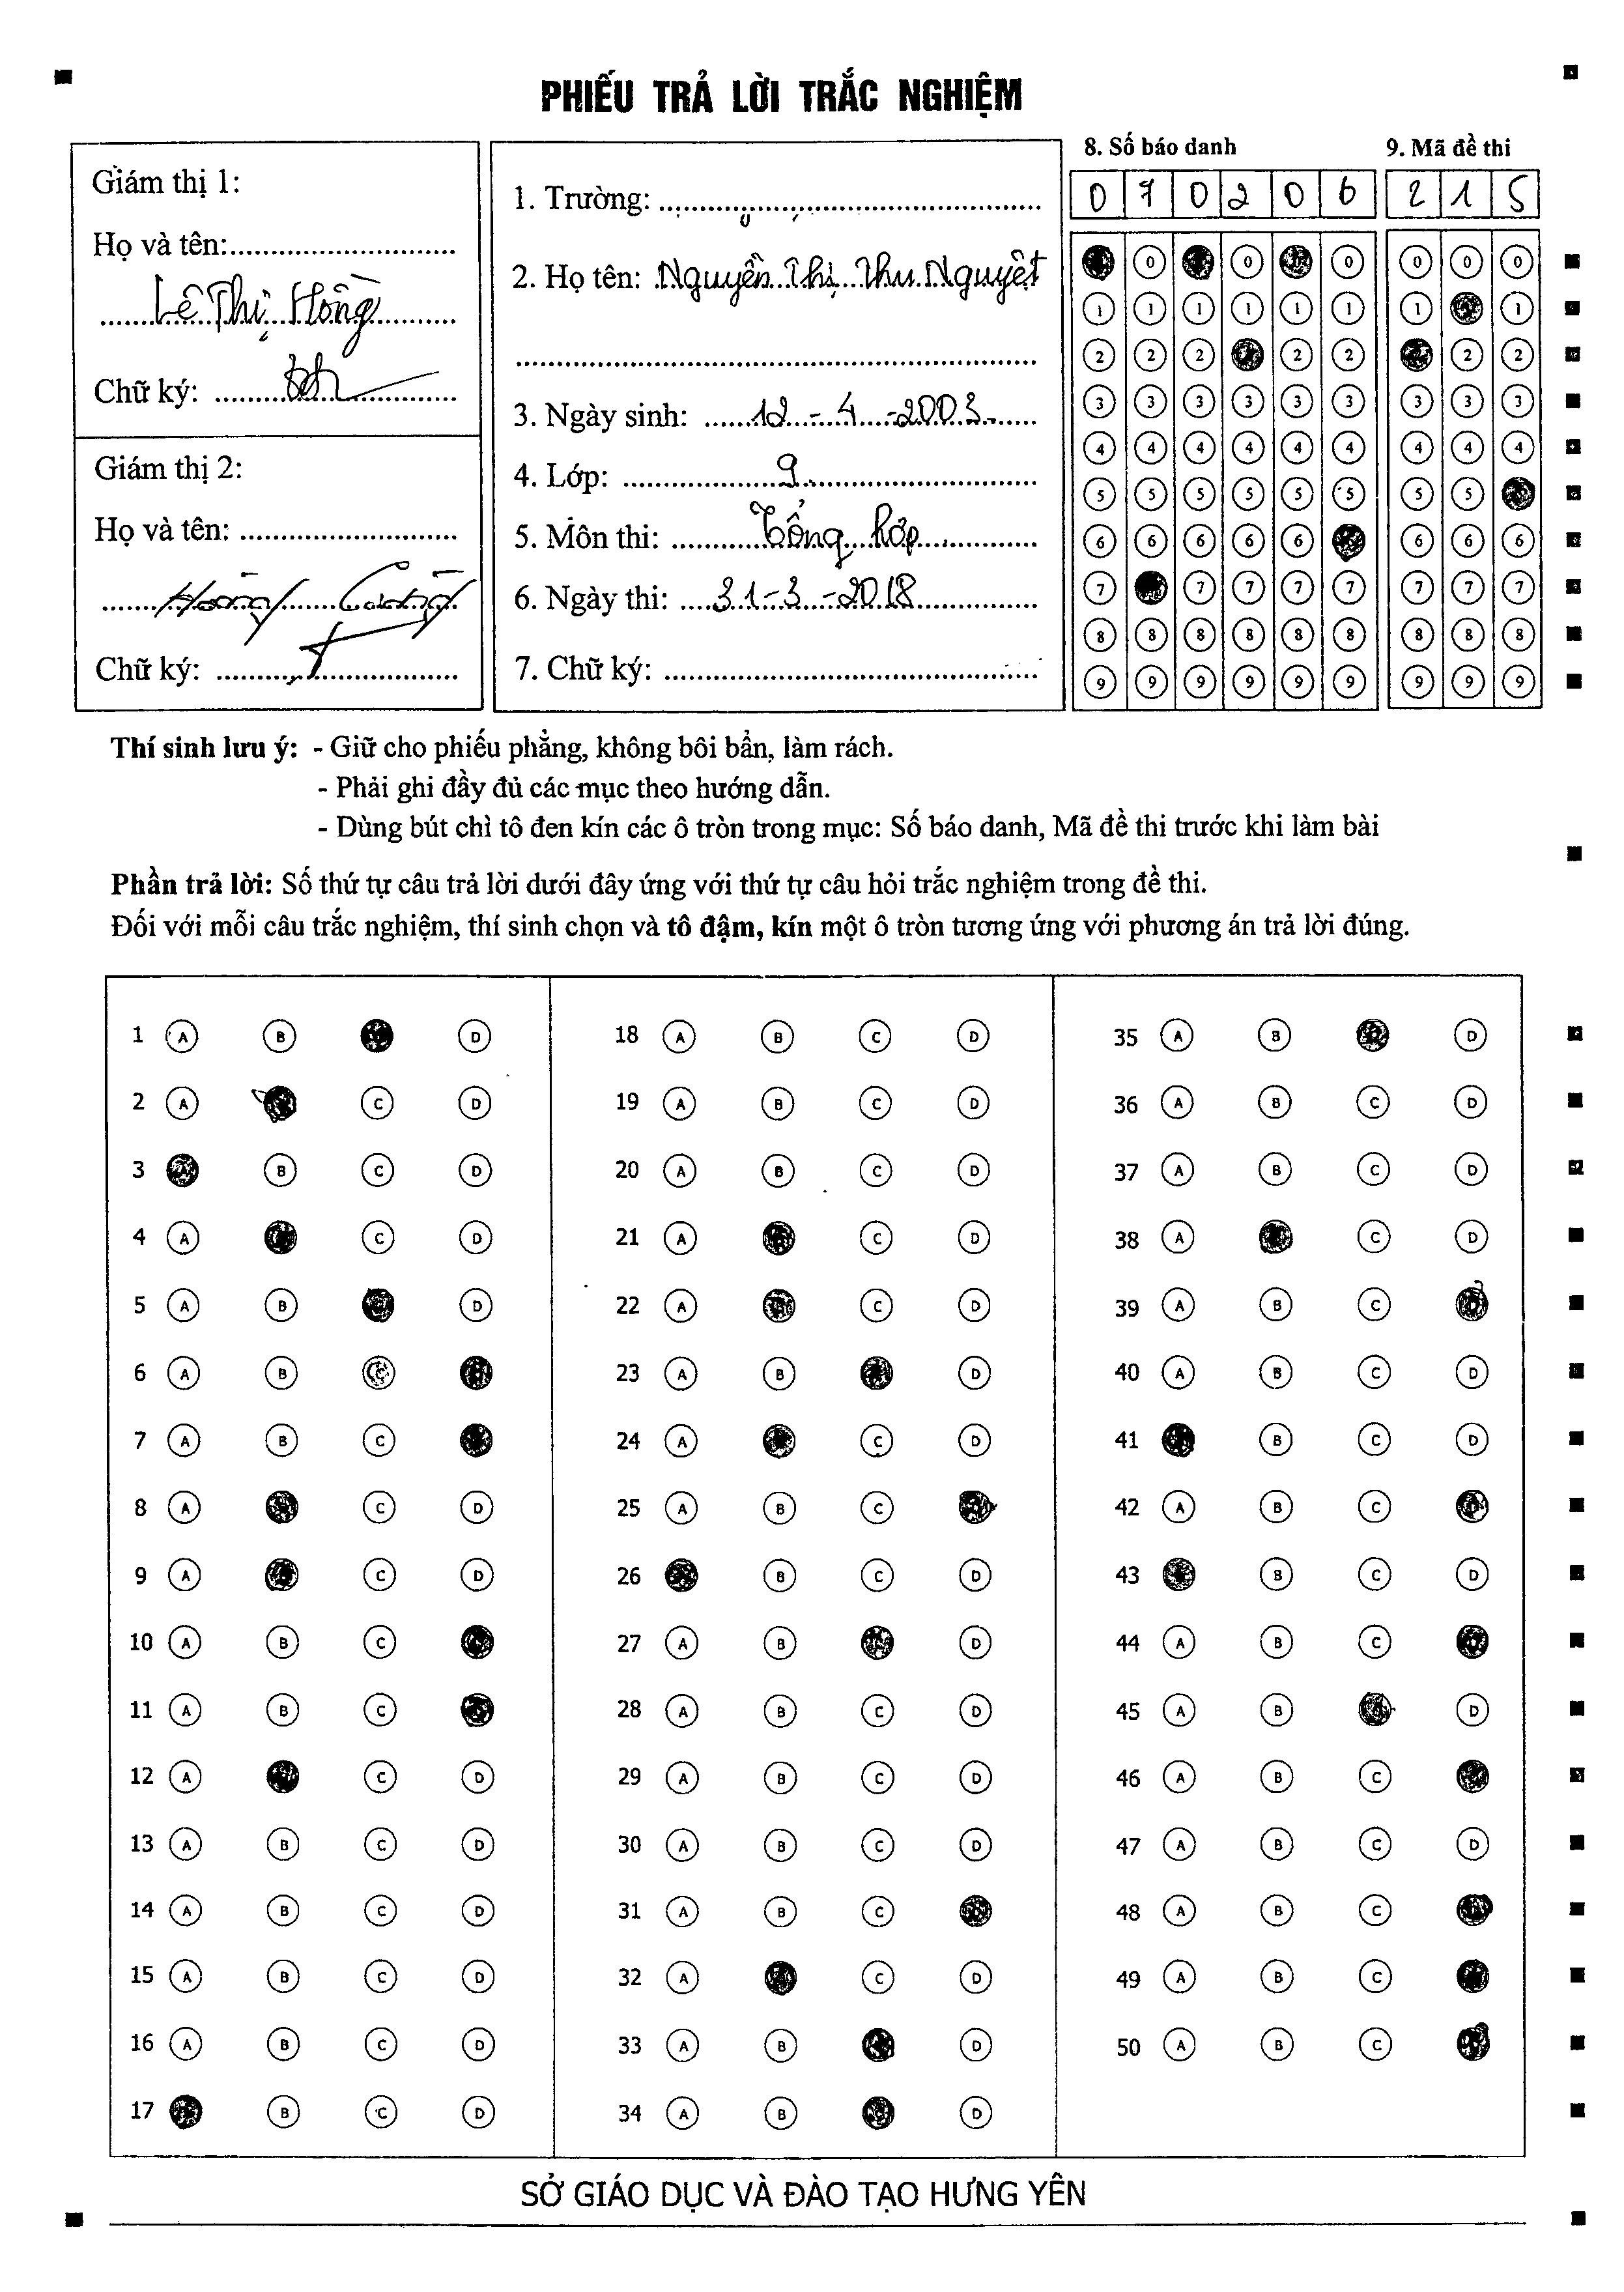 PHIẾU TRẢ LỜI TRẮC NGHIỆM
Giám thị 1:
Họ và tên:
Lê Thị Hồng
Chữ ký:
Giám thị 2:
Họ và tên:
Hoàng
Chữ ký:
1. Trường:
2. Họ tên: Nguyễn Thị Thu Nguyệt
3. Ngày sinh: 12 - 4 - 2003
4. Lớp: 9
5. Môn thi: Tổng hợp
6. Ngày thi: 31 - 3 - 2018
7. Chữ ký:
8. Số báo danh
0 7 0 2 0 6
0 0 0
1 1 1 1 1 1
2 2 2 2 2
3 3 3 3 3 3
4 4 4 4 4 4
5 5 5 5 5 5
6 6 6 6 6
7 7 7 7 7
8 8 8 8 8 8
9 9 9 9 9 9
9. Mã đề thi
2 1 5
0 0 0
1 1
2 2
3 3 3
4 4 4
5 5
6 6 6
7 7 7
8 8 8
9 9 9
Thí sinh lưu ý: - Giữ cho phiếu phẳng, không bôi bẩn, làm rách.
- Phải ghi đầy đủ các mục theo hướng dẫn.
- Dùng bút chì tô đen kín các ô tròn trong mục: Số báo danh, Mã đề thi trước khi làm bài
Phần trả lời: Số thứ tự câu trả lời dưới đây ứng với thứ tự câu hỏi trắc nghiệm trong đề thi.
Đối với mỗi câu trắc nghiệm, thí sinh chọn và tô đậm, kín một ô tròn tương ứng với phương án trả lời đúng.
1 A B D
2 A C D
3 B C D
4 A C D
5 A B D
6 A B C
7 A B C
8 A C D
9 A C D
10 A B C
11 A B C
12 A C D
13 A B C D
14 A B C D
15 A B C D
16 A B C D
17 B C D
18 A B C D
19 A B C D
20 A B C D
21 A C D
22 A C D
23 A B D
24 A C D
25 A B C
26 B C D
27 A B D
28 A B C D
29 A B C D
30 A B C D
31 A B C
32 A C D
33 A B D
34 A B D
35 A B D
36 A B C D
37 A B C D
38 A C D
39 A B C
40 A B C D
41 B C D
42 A B C
43 B C D
44 A B C
45 A B D
46 A B C
47 A B C D
48 A B C
49 A B C
50 A B C
SỞ GIÁO DỤC VÀ ĐÀO TẠO HƯNG YÊN